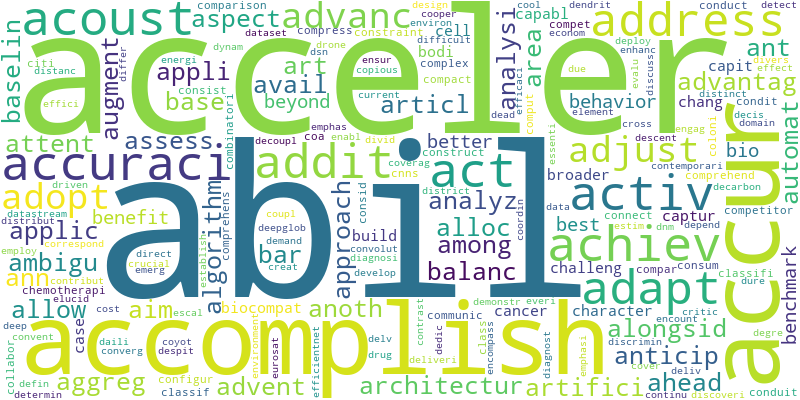 acoust
aspect
comparison
advanc
compress
design
cooper
environ
difficult
constraint
drone
dataset
dsn
dynam
economi
capabl
compet
cool
dendrit
deploy
enhanc
conduct
detect
address
acceler
baselin
citi
distanc
energi
differ
effici
appli
augment
consist
base
combinatori
avail
art
beyond
cell
bodi
complex
ensur
copious
compact
current
articl
analysi
area
efficaci
comput
due
evalu
discuss
behavior
advantag
capit
chang
ant
divers
effect
distinct
condit
decis
domain
element
cross
dead
attent
assess
accuraci
emphas
enabl
divid
decoupl
coa
coverag
construct
cnns
better
addit
act
activ
adjust
descent
engag
coloni
bio
automat
essenti
contemporari
comprehend
decarbon
broader
adopt
driven
datastream
distribut
employ
correspond
benefit
applic
ambigu
ann
algorithm
approach
comprehens
establish
abil
district
analyz
alloc
among
balanc
coordin
data
best
connect
estim
dnm
captur
depend
competitor
achiev
accur
coupl
deepglob
demand
creat
consid
build
convolut
diagnosi
develop
bar
direct
emerg
crucial
contribut
chemotherapi
elucid
allow
aim
case
cost
escal
environment
biocompat
anoth
challeng
compar
consum
classifi
adapt
dure
benchmark
deep
convent
collabor
defin
determin
daili
converg
coyot
despit
accomplish
eurosat
delv
drug
deliveri
contrast
communic
dedic
class
demonstr
encompass
everi
cancer
diagnost
character
emphasi
cover
encount
critic
alongsid
discrimin
anticip
deliv
degre
aggreg
configur
classif
advent
efficientnet
architectur
artifici
ahead
continu
discoveri
conduit